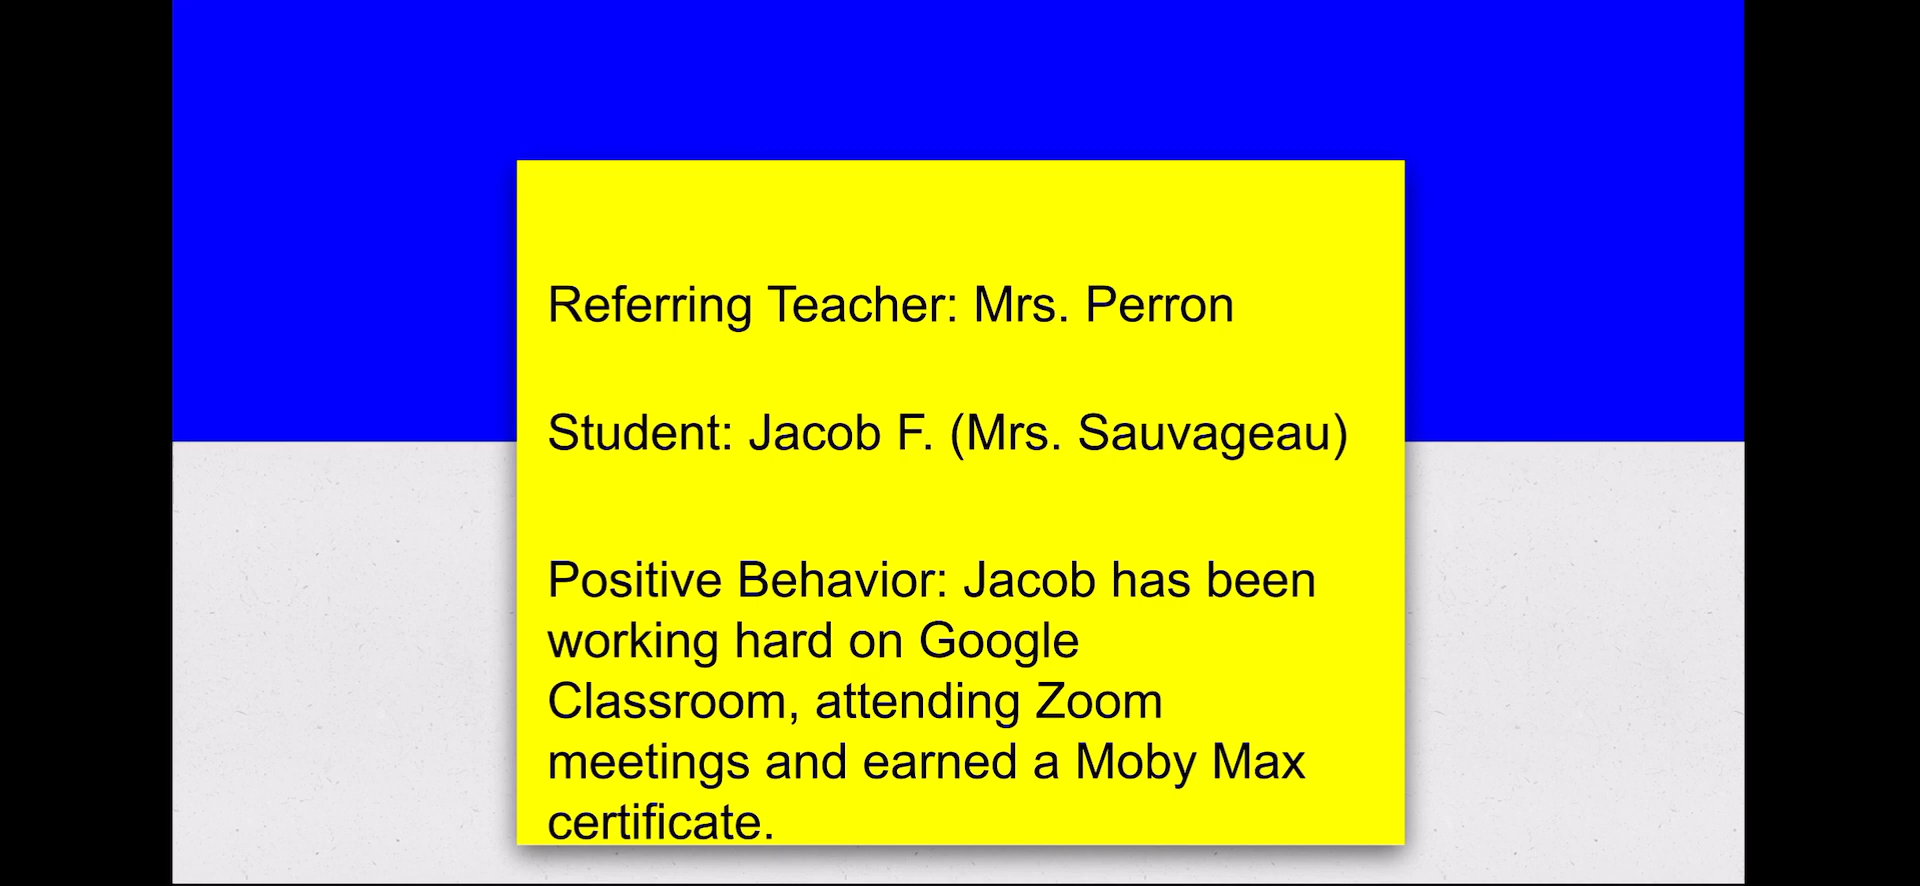 Referring Teacher: Mrs. Perron
Student: Jacob F. (Mrs. Sauvageau)
Positive Behavior: Jacob has been
working hard on Google
Classroom, attending Zoom
meetings and earned a Moby Max
certificate.